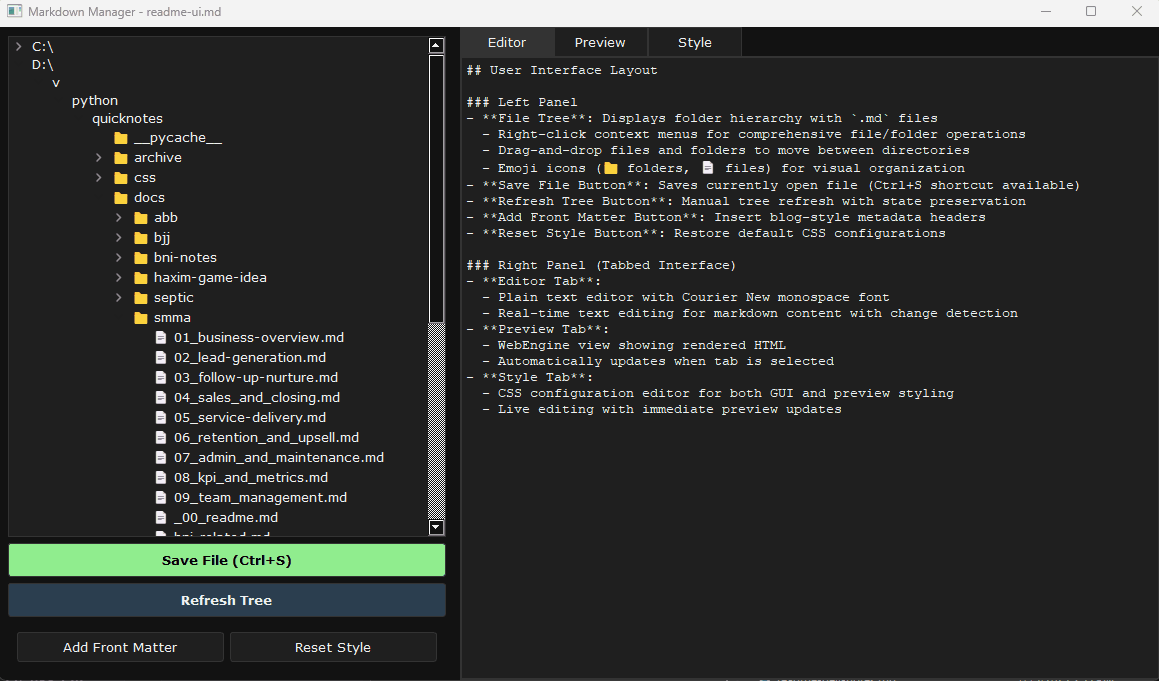 Markdown Manager - readme-ui.md
C:\
D:\
v
python
quicknotes
__pycache__
archive
css
docs
abb
bjj
bni-notes
haxim-game-idea
septic
smma
01_business-overview.md
02_lead-generation.md
03_follow-up-nurture.md
04_sales_and_closing.md
05_service-delivery.md
06_retention_and_upsell.md
07_admin_and_maintenance.md
08_kpi_and_metrics.md
09_team_management.md
_00_readme.md
bni-related.md
Save File (Ctrl+S)
Refresh Tree
Add Front Matter
Reset Style
Editor
Preview
Style
## User Interface Layout
### Left Panel
- **File Tree**: Displays folder hierarchy with `.md` files
  - Right-click context menus for comprehensive file/folder operations
  - Drag-and-drop files and folders to move between directories
  - Emoji icons (📁 folders, 📄 files) for visual organization
- **Save File Button**: Saves currently open file (Ctrl+S shortcut available)
- **Refresh Tree Button**: Manual tree refresh with state preservation
- **Add Front Matter Button**: Insert blog-style metadata headers
- **Reset Style Button**: Restore default CSS configurations
### Right Panel (Tabbed Interface)
- **Editor Tab**:
  - Plain text editor with Courier New monospace font
  - Real-time text editing for markdown content with change detection
- **Preview Tab**:
  - WebEngine view showing rendered HTML
  - Automatically updates when tab is selected
- **Style Tab**:
  - CSS configuration editor for both GUI and preview styling
  - Live editing with immediate preview updates